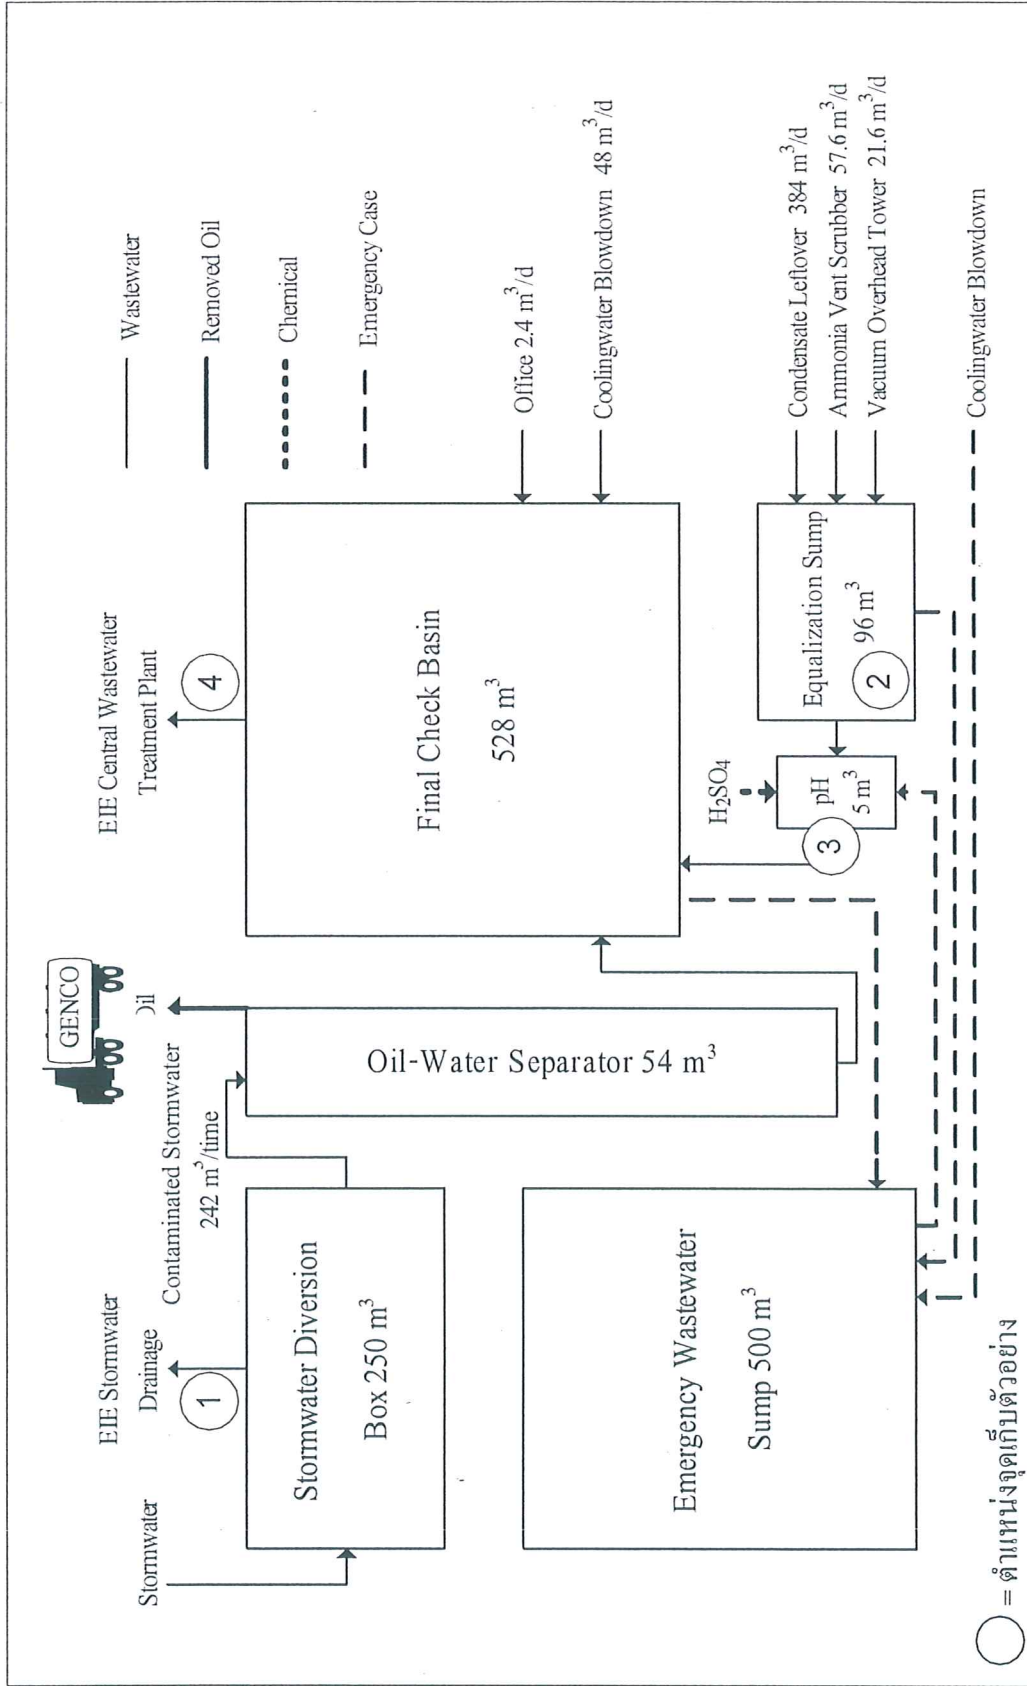 EIE Stormwater
Drainage
Stormwater
1
Contaminated Stormwater
242 m³/time
GENCO
Oil
EIE Central Wastewater
Treatment Plant
4
Wastewater
Removed Oil
Chemical
Emergency Case
Stormwater Diversion
Box 250 m³
Oil-Water Separator 54 m³
Final Check Basin
528 m³
Office 2.4 m³/d
Coolingwater Blowdown 48 m³/d
Emergency Wastewater
Sump 500 m³
H₂SO4
pH
5 m³
3
Equalization Sump
96 m³
2
Condensate Leftover 384 m³/d
Ammonia Vent Scrubber 57.6 m³/d
Vacuum Overhead Tower 21.6 m³/d
Coolingwater Blowdown
= ตำแหน่งจุดเก็บตัวอย่าง